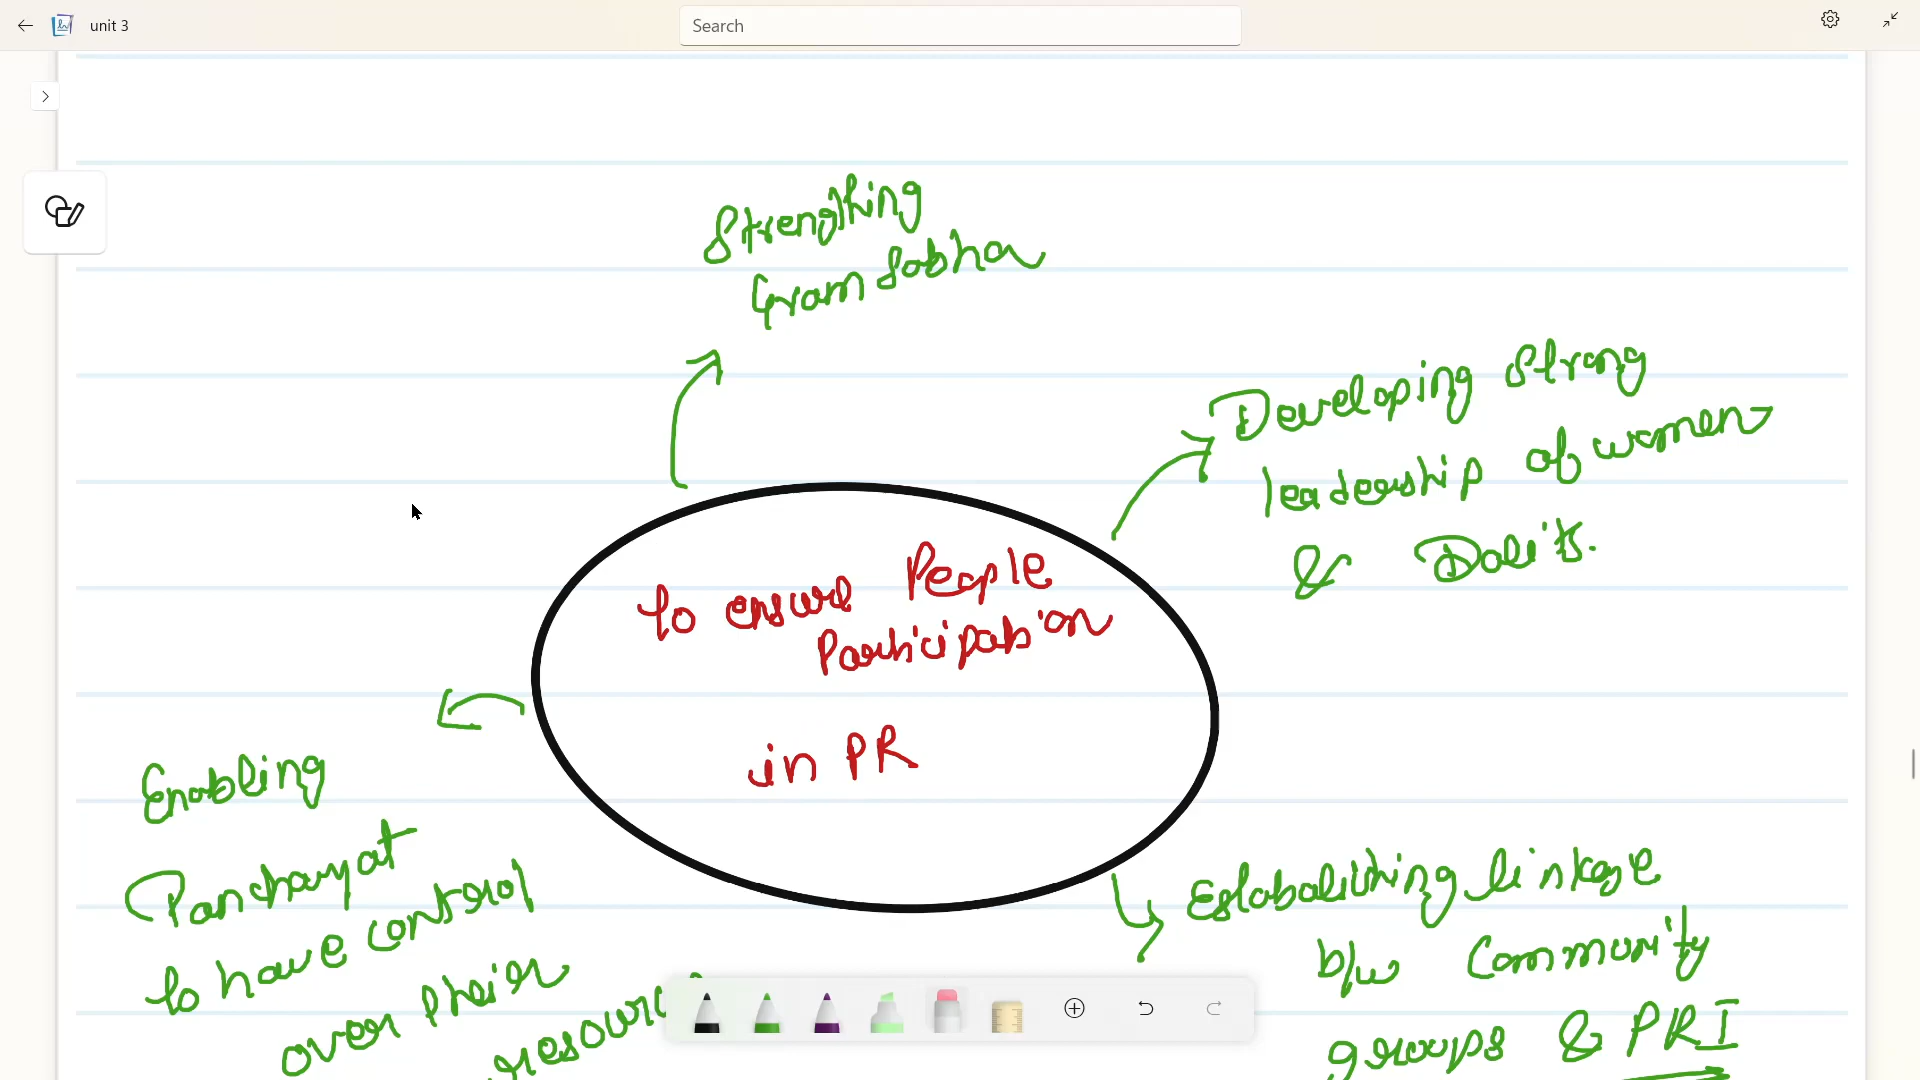 unit 3
Search
Strengthing
Gram Sabha
Developing Strong
leadership of women
& Dalits.
to ensure People
Participation
in PR
Enabling
Panchayat
to have control
over their
resourc
Establishing linkage
b/w Community
groups & PRI